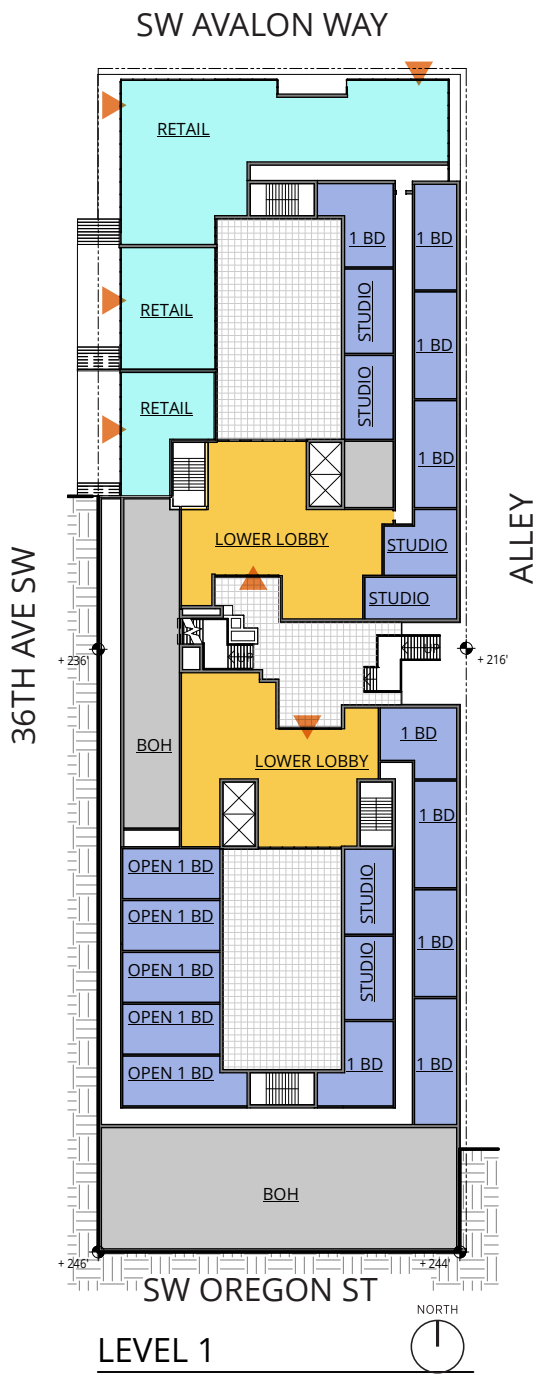 SW AVALON WAY
RETAIL
1 BD
1 BD
RETAIL
STUDIO
1 BD
STUDIO
RETAIL
1 BD
LOWER LOBBY
STUDIO
ALLEY
STUDIO
36TH AVE SW
+ 236'
+ 216'
BOH
1 BD
LOWER LOBBY
1 BD
OPEN 1 BD
STUDIO
OPEN 1 BD
1 BD
OPEN 1 BD
STUDIO
OPEN 1 BD
OPEN 1 BD
1 BD
1 BD
BOH
+ 246'
+ 244'
SW OREGON ST
NORTH
LEVEL 1